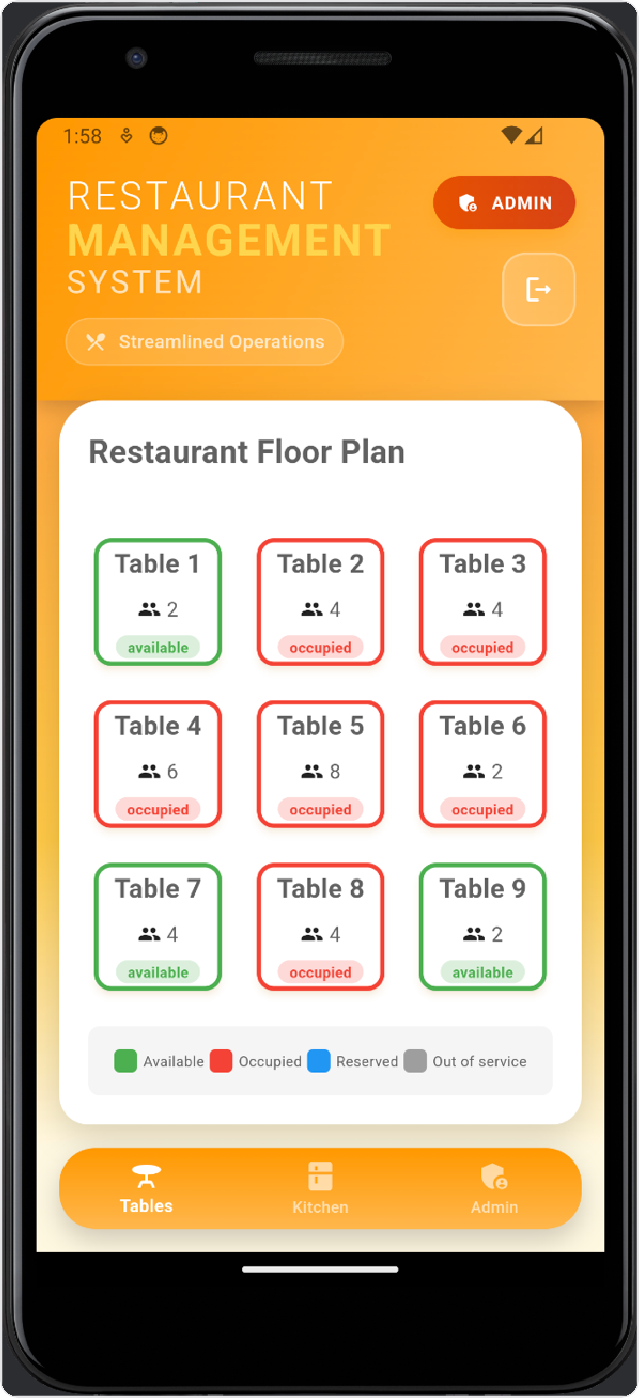 1:58
RESTAURANT
MANAGEMENT
SYSTEM
ADMIN
Streamlined Operations
Restaurant Floor Plan
Table 1
2
available
Table 2
4
occupied
Table 3
4
occupied
Table 4
6
occupied
Table 5
8
occupied
Table 6
2
occupied
Table 7
4
available
Table 8
4
occupied
Table 9
2
available
Available Occupied Reserved Out of service
Tables Kitchen Admin